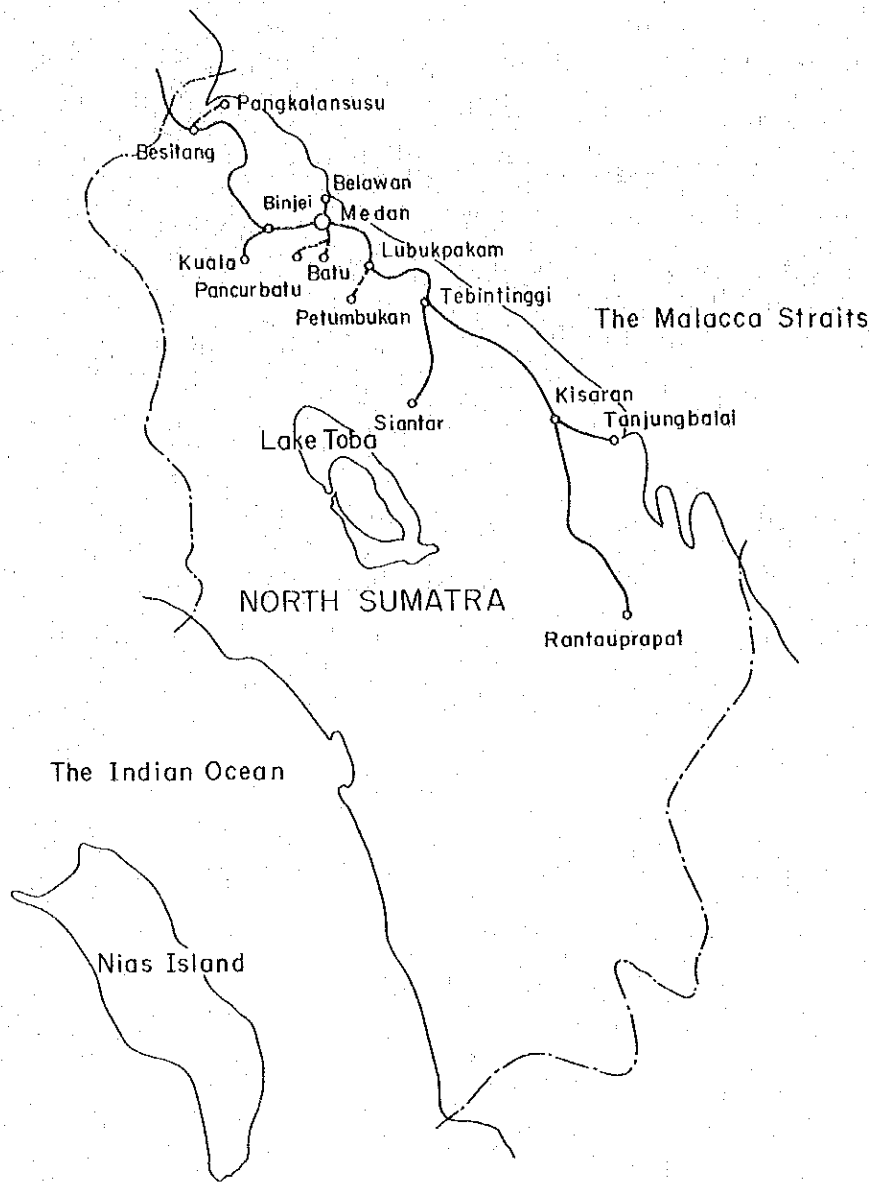 Pangkalansusu
Besitang
Belawan
Binjei
Medan
Kuala
Batu
Lubukpakam
Pancurbatu
Petumbukan
Tebintinggi
The Malacca Straits
Kisaran
Siantar
Tanjungbalai
Lake Toba
NORTH SUMATRA
Rantauprapat
The Indian Ocean
Nias Island